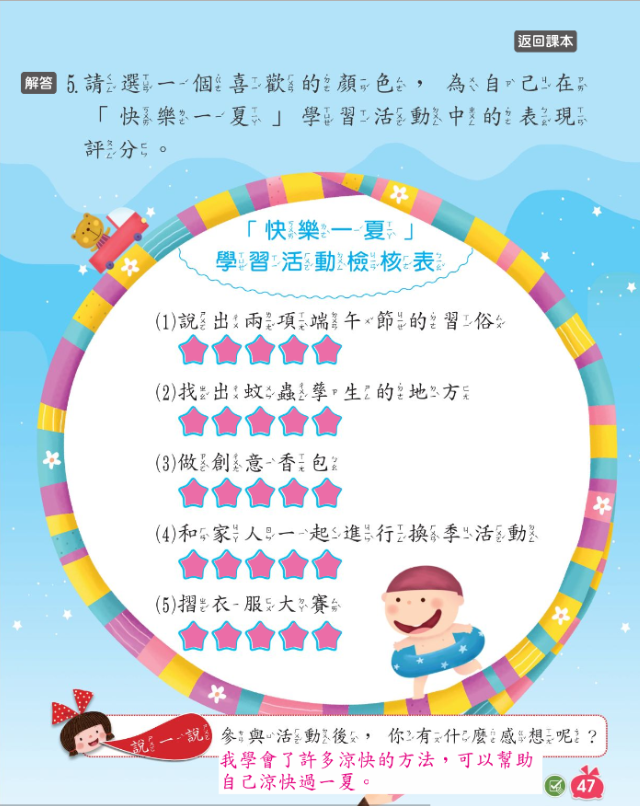 返回課本
解答 5.請選一個喜歡的顏色，為自己在
「快樂一夏」學習活動中的表現
評分。
「快樂一夏」
學習活動檢核表
(1)說出兩項端午節的習俗
(2)找出蚊蟲孳生的地方
(3)做創意香包
(4)和家人一起進行換季活動
(5)摺衣服大賽
說一說 參與活動後，你有什麼感想呢？
我學會了許多涼快的方法，可以幫助
自己涼快過一夏。
47